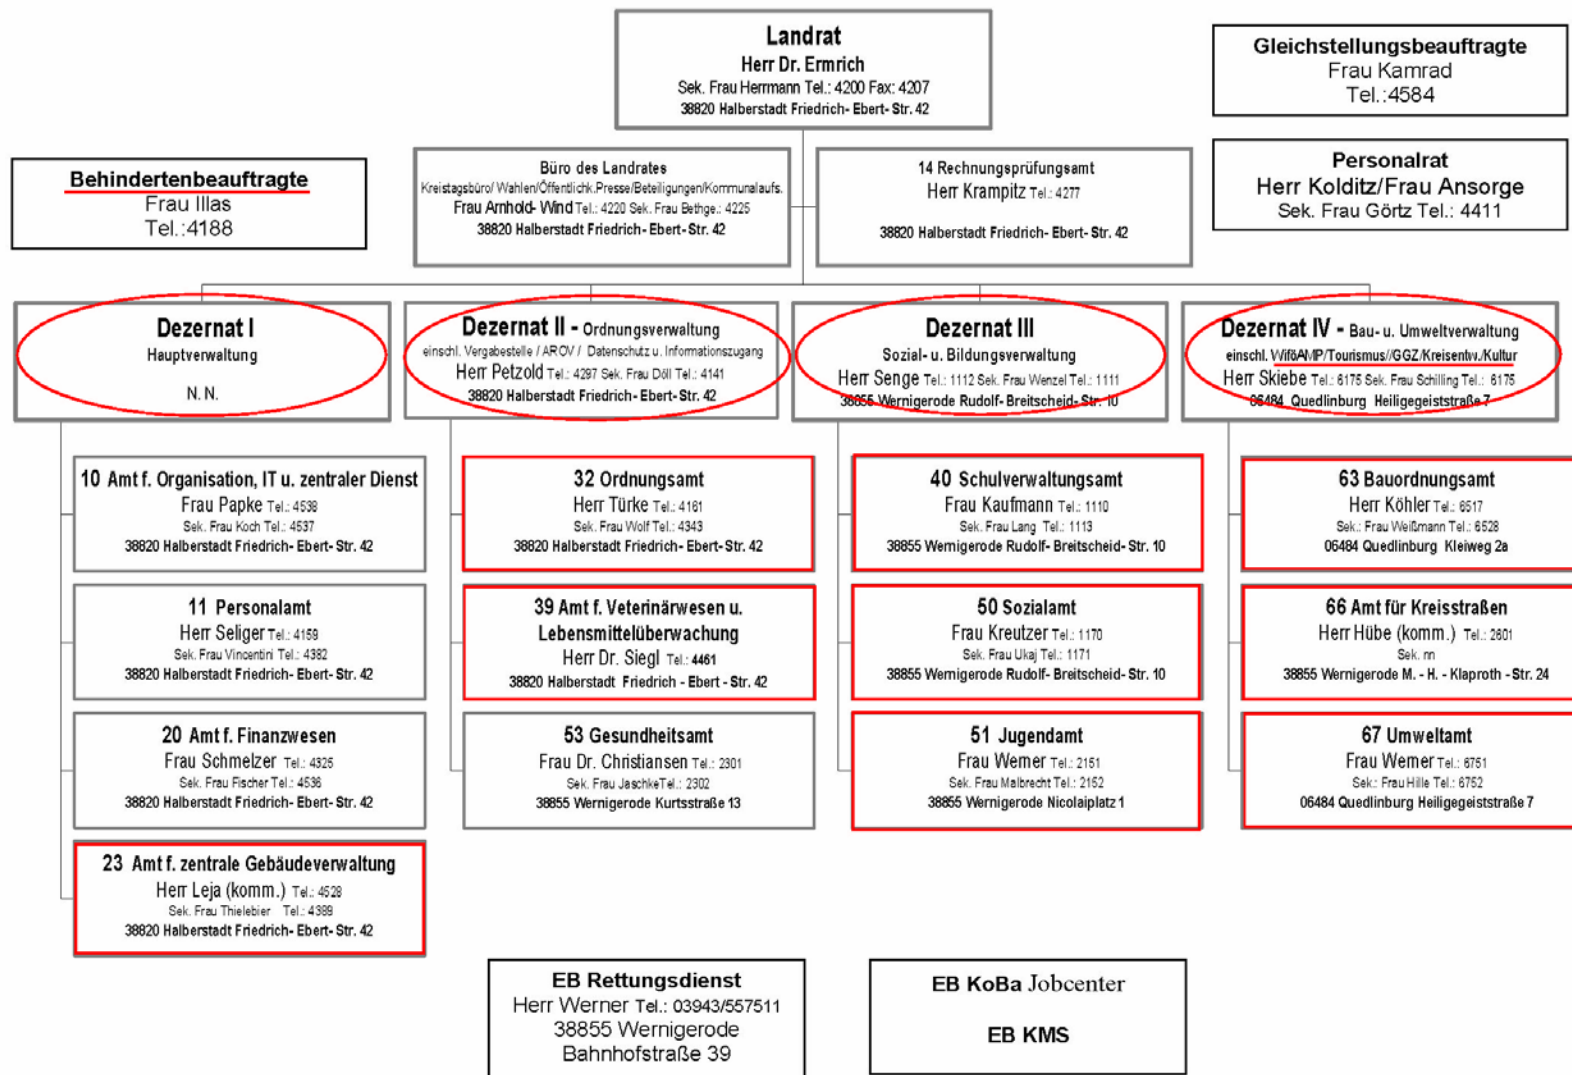 Landrat
Herr Dr. Ermrich
Sek. Frau Herrmann Tel.: 4200 Fax: 4207
38820 Halberstadt Friedrich- Ebert- Str. 42
Gleichstellungsbeauftragte
Frau Kamrad
Tel.:4584
Behindertenbeauftragte
Frau Illas
Tel.:4188
Büro des Landrates
Kreistagsbüro/ Wahlen/Öffentlichk.Presse/Beteiligungen/Kommunalaufs.
Frau Arnhold- Wind Tel.: 4220 Sek. Frau Bethge.: 4225
38820 Halberstadt Friedrich- Ebert- Str. 42
14 Rechnungsprüfungsamt
Herr Krampitz Tel.: 4277
38820 Halberstadt Friedrich- Ebert- Str. 42
Personalrat
Herr Kolditz/Frau Ansorge
Sek. Frau Görtz Tel.: 4411
Dezernat I
Hauptverwaltung
N. N.
Dezernat II - Ordnungsverwaltung
einschl. Vergabestelle / AROV / Datenschutz u. Informationszugang
Herr Petzold Tel.: 4297 Sek. Frau Döll Tel.: 4141
38820 Halberstadt Friedrich- Ebert- Str. 42
Dezernat III
Sozial- u. Bildungsverwaltung
Herr Senge Tel.: 1112 Sek. Frau Wenzel Tel.: 1111
38855 Wernigerode Rudolf- Breitscheid- Str. 10
Dezernat IV - Bau- u. Umweltverwaltung
einschl. WiföAMP/Tourismus//GGZ/Kreisentw./Kultur
Herr Skiebe Tel.: 6175 Sek. Frau Schilling Tel.: 6175
06484 Quedlinburg Heiligegeiststraße 7
10 Amt f. Organisation, IT u. zentraler Dienst
Frau Papke Tel.: 4538
Sek. Frau Koch Tel.: 4537
38820 Halberstadt Friedrich- Ebert- Str. 42
11 Personalamt
Herr Seliger Tel.: 4159
Sek. Frau Vincentini Tel.: 4382
38820 Halberstadt Friedrich- Ebert- Str. 42
20 Amt f. Finanzwesen
Frau Schmelzer Tel.: 4325
Sek. Frau Fischer Tel.: 4536
38820 Halberstadt Friedrich- Ebert- Str. 42
23 Amt f. zentrale Gebäudeverwaltung
Herr Leja (komm.) Tel.: 4528
Sek. Frau Thielebier Tel.: 4389
38820 Halberstadt Friedrich- Ebert- Str. 42
32 Ordnungsamt
Herr Türke Tel.: 4161
Sek. Frau Wolf Tel.: 4343
38820 Halberstadt Friedrich- Ebert- Str. 42
39 Amt f. Veterinärwesen u.
Lebensmittelüberwachung
Herr Dr. Siegl Tel.: 4461
38820 Halberstadt Friedrich - Ebert - Str. 42
53 Gesundheitsamt
Frau Dr. Christiansen Tel.: 2301
Sek. Frau JaschkeTel.: 2302
38855 Wernigerode Kurtsstraße 13
40 Schulverwaltungsamt
Frau Kaufmann Tel.: 1110
Sek. Frau Lang Tel.: 1113
38855 Wernigerode Rudolf- Breitscheid- Str. 10
50 Sozialamt
Frau Kreutzer Tel.: 1170
Sek. Frau Ukaj Tel.: 1171
38855 Wernigerode Rudolf- Breitscheid- Str. 10
51 Jugendamt
Frau Werner Tel.: 2151
Sek. Frau Malbrecht Tel.: 2152
38855 Wernigerode Nicolaiplatz 1
63 Bauordnungsamt
Herr Köhler Tel.: 6517
Sek.: Frau Weißmann Tel.: 6528
06484 Quedlinburg Kleiweg 2a
66 Amt für Kreisstraßen
Herr Hübe (komm.) Tel.: 2601
Sek. nn
38855 Wernigerode M. - H. - Klaproth - Str. 24
67 Umweltamt
Frau Werner Tel.: 6751
Sek.: Frau Hille Tel.: 6752
06484 Quedlinburg Heiligegeiststraße 7
EB Rettungsdienst
Herr Werner Tel.: 03943/557511
38855 Wernigerode
Bahnhofstraße 39
EB KoBa Jobcenter
EB KMS